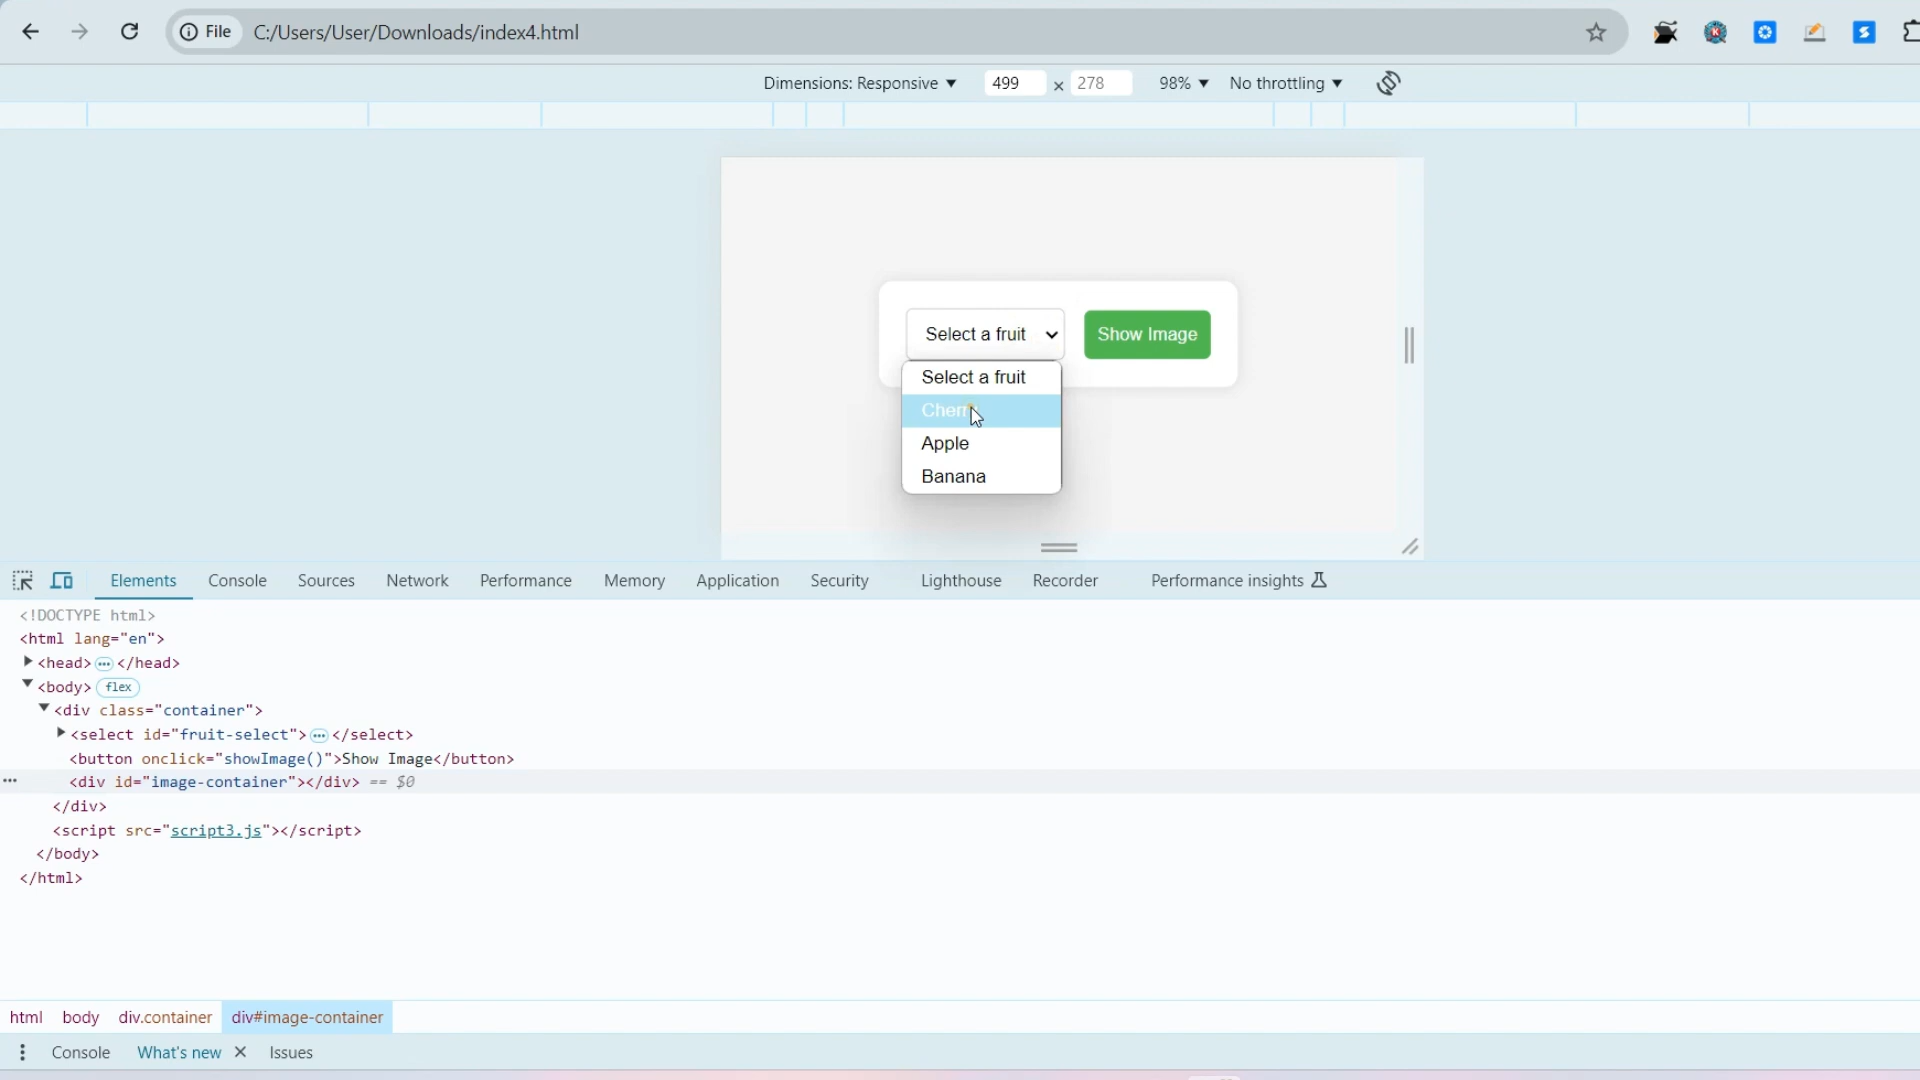 File C:/Users/User/Downloads/index4.html
Dimensions: Responsive 499 × 278 98% No throttling
Select a fruit Show Image
Select a fruit
Apple
Banana
Elements Console Sources Network Performance Memory Application Security Lighthouse Recorder Performance insights
<!DOCTYPE html>
<html lang="en">
<head> ••• </head>
<body> flex
<div class="container">
<select id="fruit-select"> ••• </select>
<button onclick="showImage()">Show Image</button>
••• <div id="image-container"></div> == $0
</div>
<script src="script3.js"></script>
</body>
</html>
html body div.container div#image-container
Console What's new × Issues